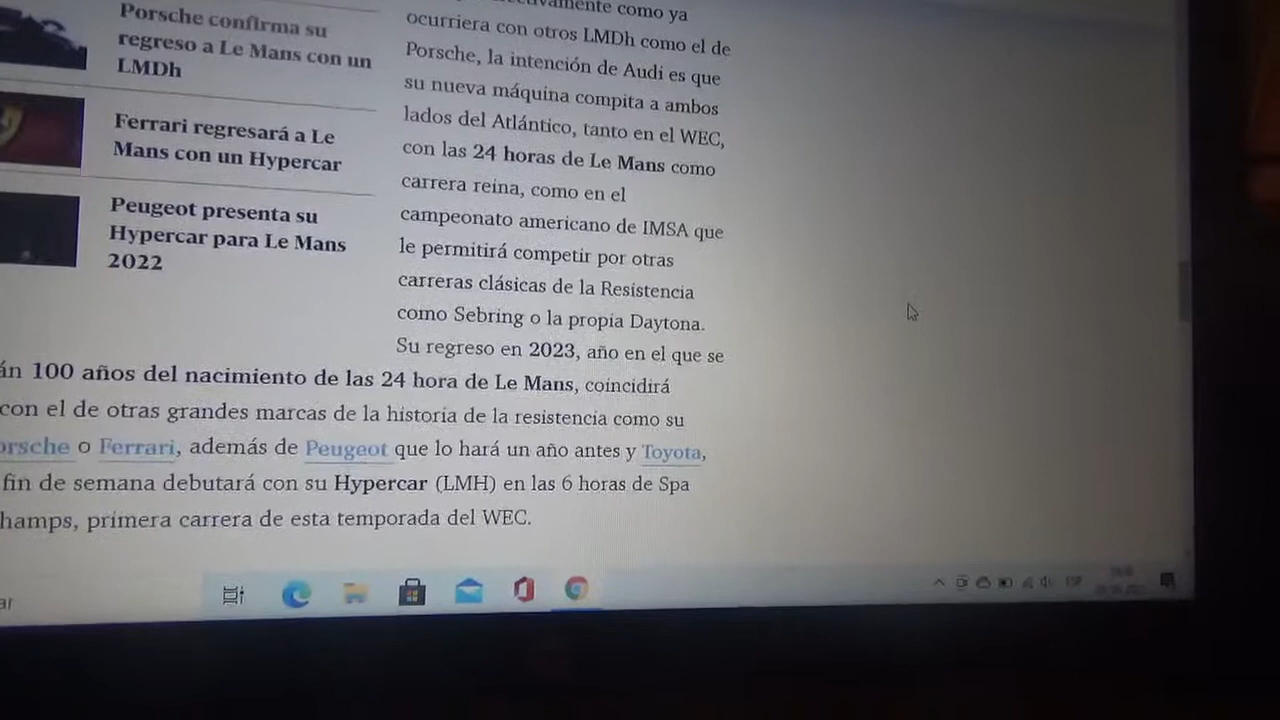 Porsche confirma su
regreso a Le Mans con un
LMDh
Ferrari regresará a Le
Mans con un Hypercar
Peugeot presenta su
Hypercar para Le Mans
2022
como ya
ocurriera con otros LMDh como el de
Porsche, la intención de Audi es que
su nueva máquina compita a ambos
lados del Atlántico, tanto en el WEC,
con las 24 horas de Le Mans como
carrera reina, como en el
campeonato americano de IMSA que
le permitirá competir por otras
carreras clásicas de la Resistencia
como Sebring o la propia Daytona.
Su regreso en 2023, año en el que se
án 100 años del nacimiento de las 24 hora de Le Mans, coincidirá
con el de otras grandes marcas de la historia de la resistencia como su
orsche o Ferrari, además de Peugeot que lo hará un año antes y Toyota,
fin de semana debutará con su Hypercar (LMH) en las 6 horas de Spa
hamps, primera carrera de esta temporada del WEC.
ar
ESP